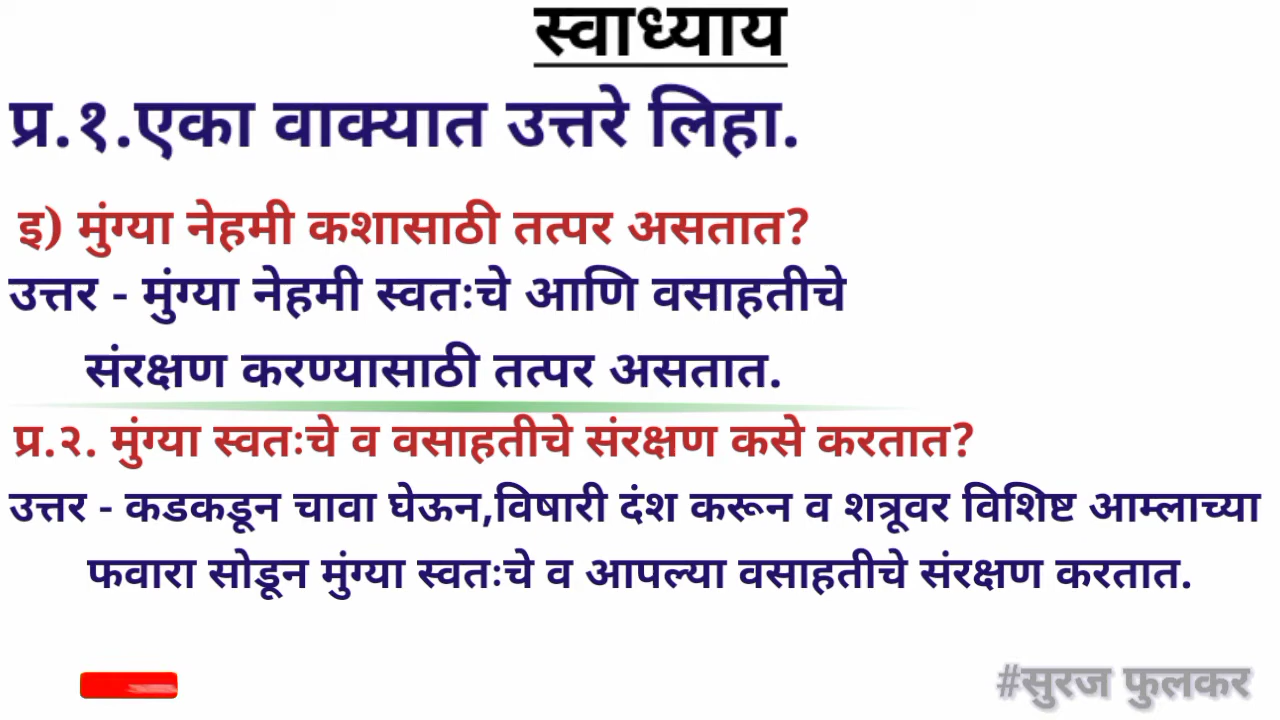 स्वाध्याय
प्र.१.एका वाक्यात उत्तरे लिहा.
इ) मुंग्या नेहमी कशासाठी तत्पर असतात?
उत्तर - मुंग्या नेहमी स्वतःचे आणि वसाहतीचे
संरक्षण करण्यासाठी तत्पर असतात.
प्र.२. मुंग्या स्वतःचे व वसाहतीचे संरक्षण कसे करतात?
उत्तर - कडकडून चावा घेऊन,विषारी दंश करून व शत्रूवर विशिष्ट आम्लाच्या
फवारा सोडून मुंग्या स्वतःचे व आपल्या वसाहतीचे संरक्षण करतात.
#सुरज फुलकर